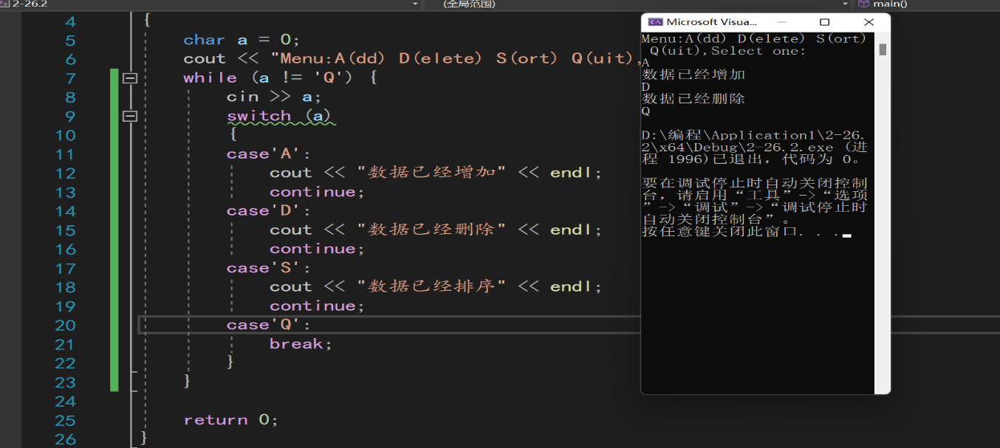 2-26.2 (全局范围) main()
4 {
5 char a = 0;
6 cout << "Menu:A(dd) D(elete) S(ort) Q(uit),
7 while (a != 'Q') {
8 cin >> a;
9 switch (a)
10 {
11 case'A':
12 cout << "数据已经增加" << endl;
13 continue;
14 case'D':
15 cout << "数据已经删除" << endl;
16 continue;
17 case'S':
18 cout << "数据已经排序" << endl;
19 continue;
20 case'Q':
21 break;
22 }
23 }
24
25 return 0;
26 }
Microsoft Visua...
Menu:A(dd) D(elete) S(ort)
Q(uit),Select one:
A
数据已经增加
D
数据已经删除
Q
D:\编程\Application1\2-26.
2\x64\Debug\2-26.2.exe (进
程 1996)已退出，代码为 0。
要在调试停止时自动关闭控制
台，请启用“工具”->“选项
”->“调试”->“调试停止时
自动关闭控制台”。
按任意键关闭此窗口. . .